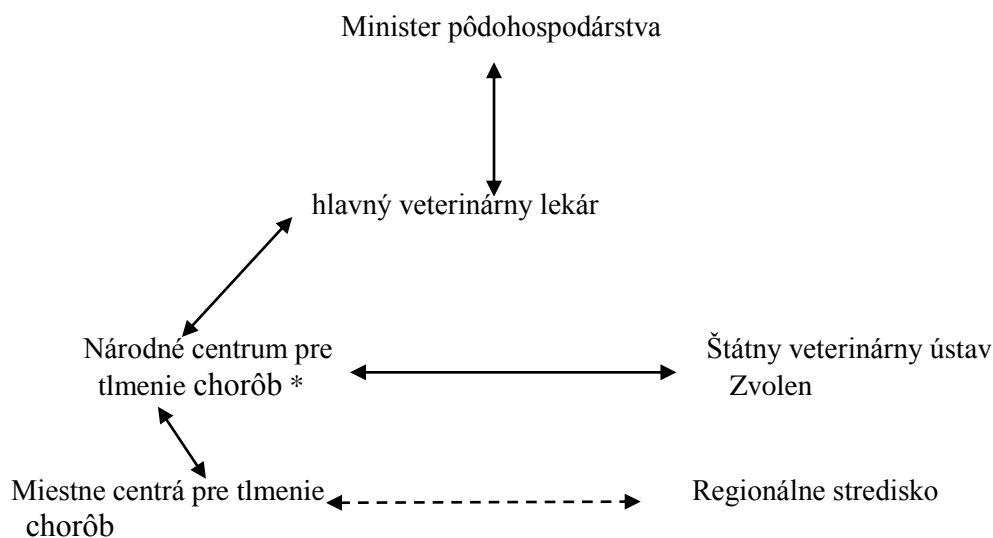 Minister pôdohospodárstva
hlavný veterinárny lekár
Národné centrum pre
tlmenie chorôb *
Štátny veterinárny ústav
Zvolen
Miestne centrá pre tlmenie
chorôb
Regionálne stredisko